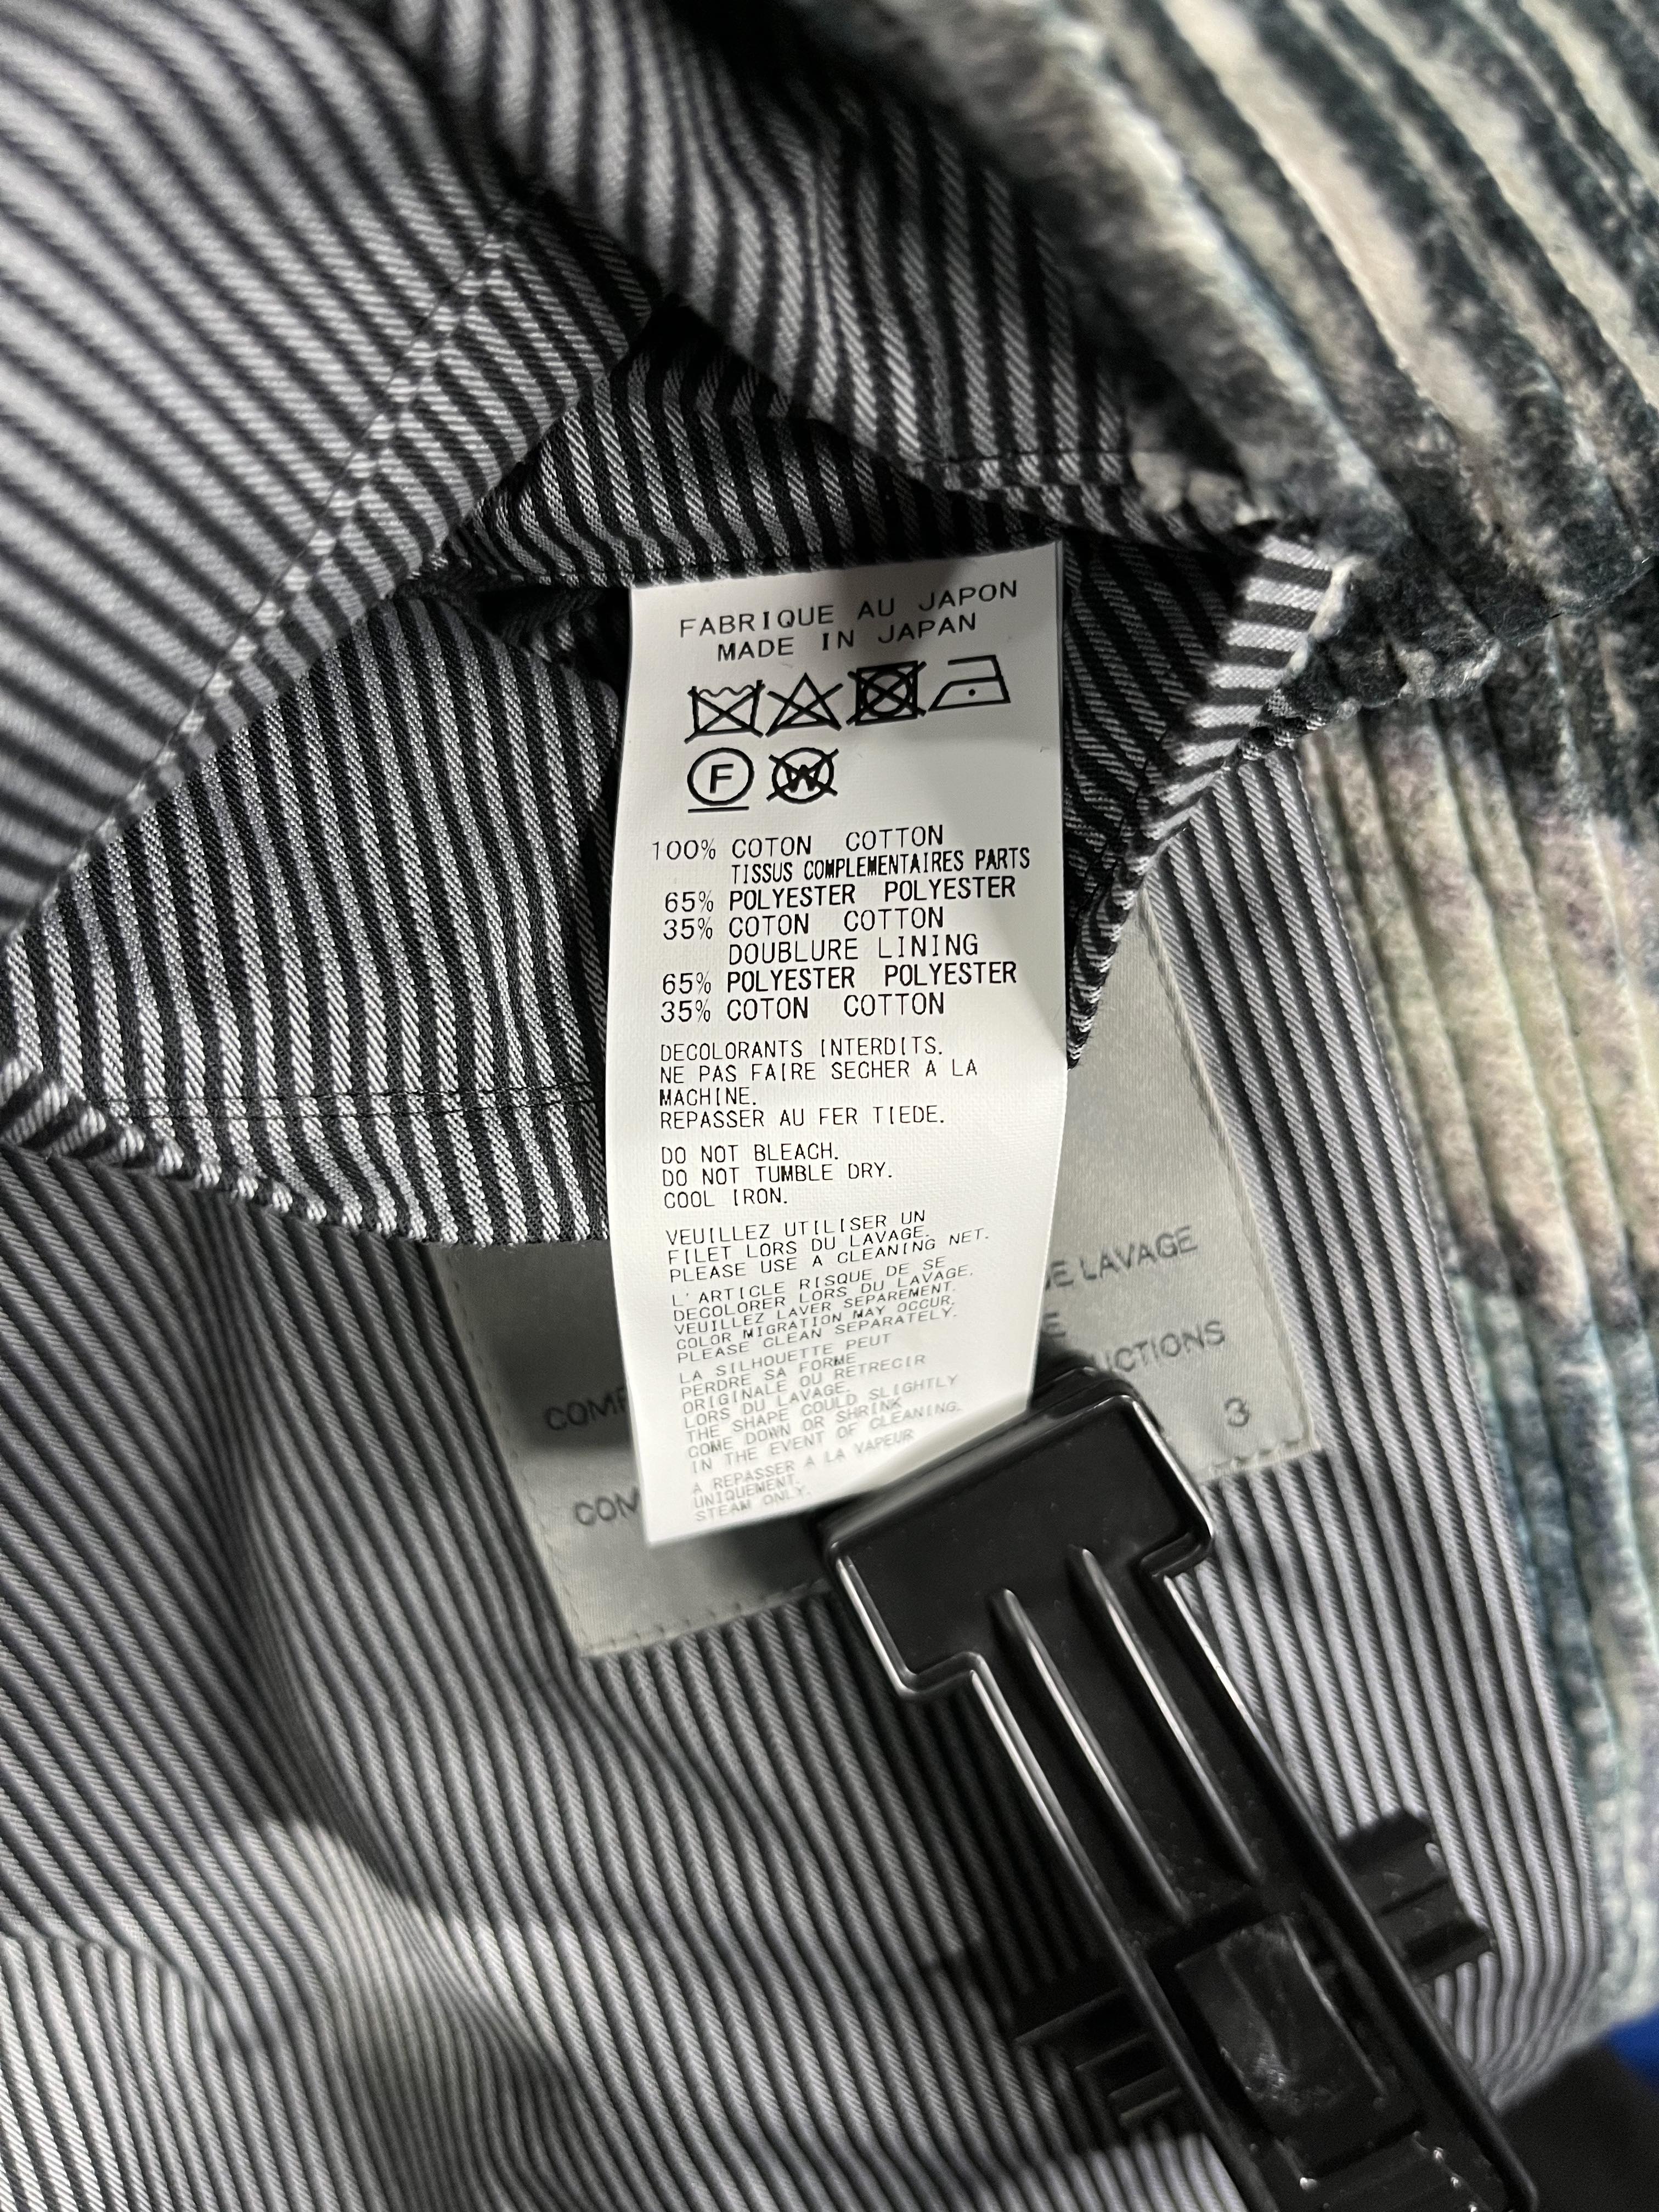 FABRIQUE AU JAPON
MADE IN JAPAN
F W
100% COTON COTTON
TISSUS COMPLEMENTAIRES PARTS
65% POLYESTER POLYESTER
35% COTON COTTON
DOUBLURE LINING
65% POLYESTER POLYESTER
35% COTON COTTON
DECOLORANTS INTERDITS.
NE PAS FAIRE SECHER A LA
MACHINE.
REPASSER AU FER TIEDE.
DO NOT BLEACH.
DO NOT TUMBLE DRY.
COOL IRON.
VEUILLEZ UTILISER UN
FILET LORS DU LAVAGE.
PLEASE USE A CLEANING NET.
L'ARTICLE RISQUE DE SE
DECOLORER LORS DU LAVAGE.
VEUILLEZ LAVER SEPAREMENT.
COLOR MIGRATION MAY OCCUR.
PLEASE CLEAN SEPARATELY.
LA SILHOUETTE PEUT
PERDRE SA FORME
ORIGINALE OU RETRECIR
LORS DU LAVAGE.
THE SHAPE COULD SLIGHTLY
COME DOWN OR SHRINK
IN THE EVENT OF CLEANING.
A REPASSER A LA VAPEUR
UNIQUEMENT.
STEAM ONLY.
LAVAGE
3